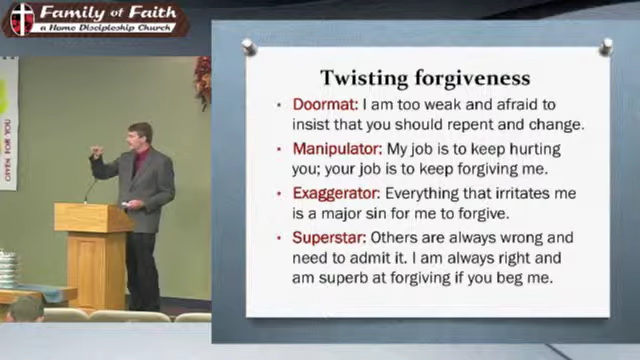 Family of Faith
a Home Discipleship Church
GIVEN FOR YOU
Twisting forgiveness
• Doormat: I am too weak and afraid to
insist that you should repent and change.
• Manipulator: My job is to keep hurting
you; your job is to keep forgiving me.
• Exaggerator: Everything that irritates me
is a major sin for me to forgive.
• Superstar: Others are always wrong and
need to admit it. I am always right and
am superb at forgiving if you beg me.